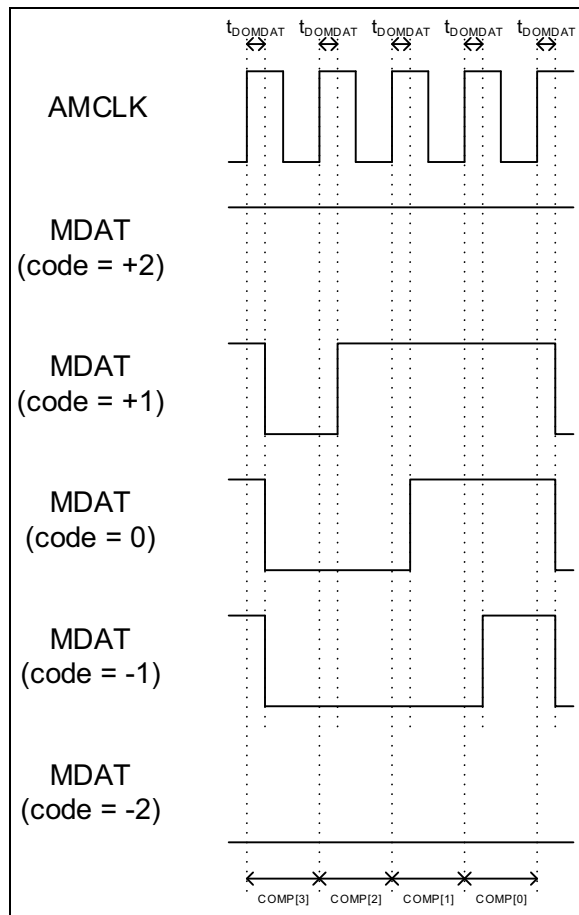 tDOMDAT tDOMDAT tDOMDAT tDOMDAT tDOMDAT
AMCLK
MDAT
(code = +2)
MDAT
(code = +1)
MDAT
(code = 0)
MDAT
(code = -1)
MDAT
(code = -2)
COMP[3] COMP[2] COMP[1] COMP[0]